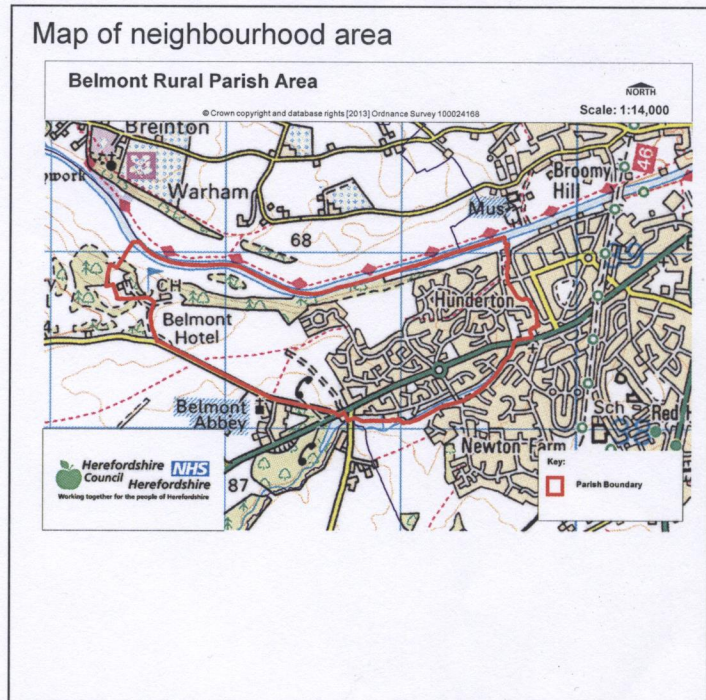 Map of neighbourhood area
Belmont Rural Parish Area
NORTH
© Crown copyright and database rights [2013] Ordnance Survey 100024168
Scale: 1:14,000
Breinton
Warham
Broomy
Hill
46
Mus
68
CH
Hunderton
Belmont
Hotel
Belmont
Abbey
Sch
Red
Newton Farm
87
Herefordshire
Council
NHS
Herefordshire
Working together for the people of Herefordshire
Key:
Parish Boundary